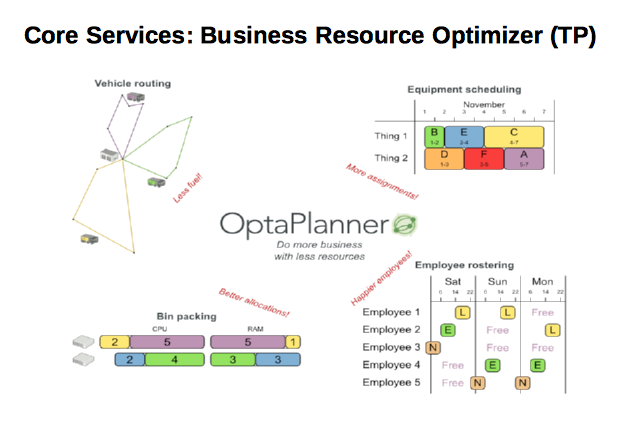 Core Services: Business Resource Optimizer (TP)
Vehicle routing
Less fuel!
Equipment scheduling
November
1 2 3 4 5 6 7
Thing 1 B 1-2 E 2-4 C 4-7
Thing 2 D 1-3 F 3-5 A 5-7
More assignments!
OptaPlanner
Do more business
with less resources
Better allocations!
Happier employees!
Bin packing
CPU RAM
2 5 5 1
2 4 3 3
Employee rostering
Sat Sun Mon
6 14 22 6 14 22 6 14 22
Employee 1 L L Free
Employee 2 E Free L
Employee 3 N Free Free
Employee 4 Free E E
Employee 5 Free N N